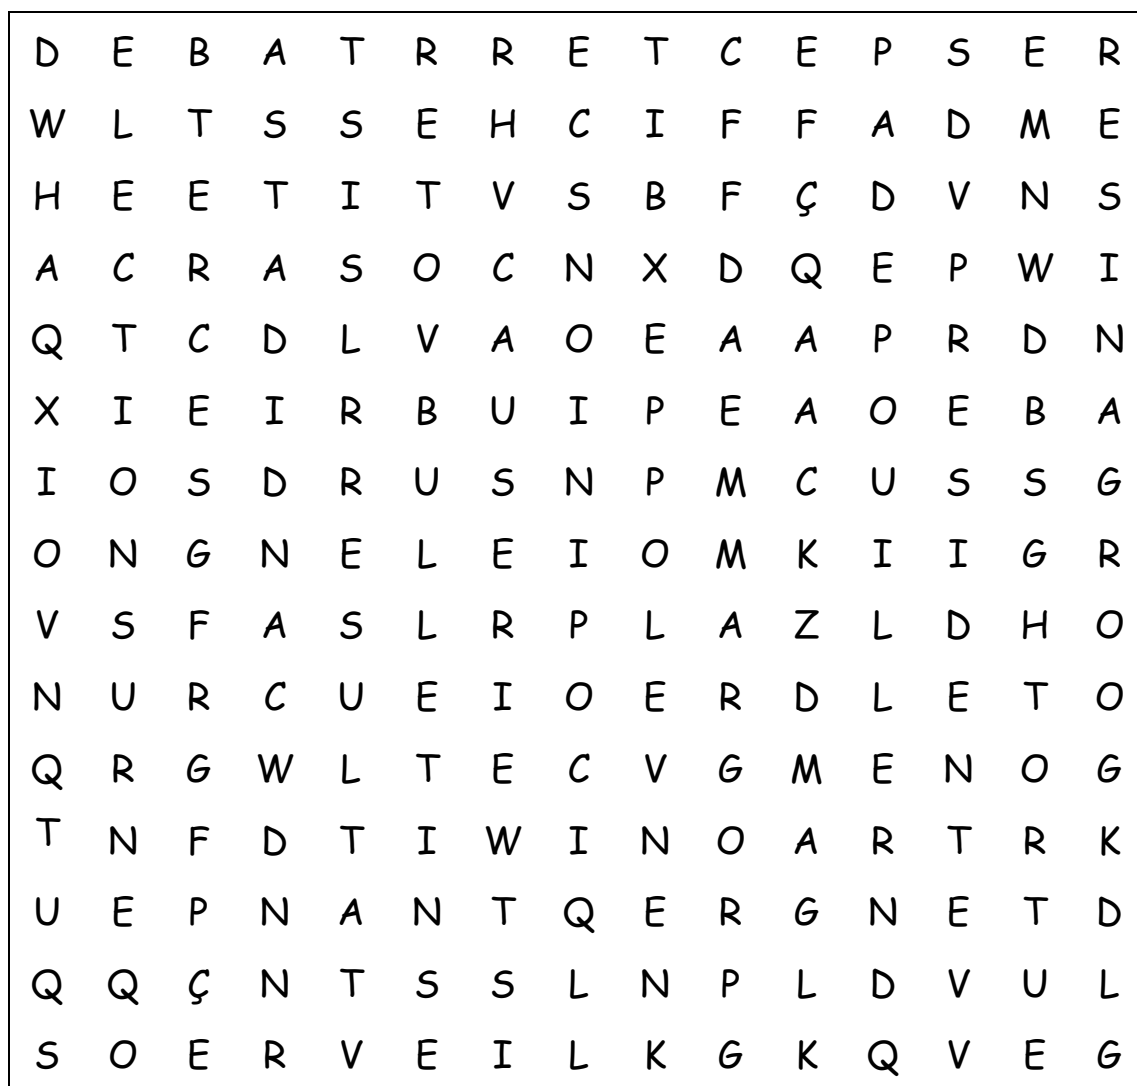 D E B A T R R E T C E P S E R
W L T S S E H C I F F A D M E
H E E T I T V S B F Ç D V N S
A C R A S O C N X D Q E P W I
Q T C D L V A O E A A P R D N
X I E I R B U I P E A O E B A
I O S D R U S N P M C U S S G
O N G N E L E I O M K I I G R
V S F A S L R P L A Z L D H O
N U R C U E I O E R D L E T O
Q R G W L T E C V G M E N O G
T N F D T I W I N O A R T R K
U E P N A N T Q E R G N E T D
Q Q Ç N T S S L N P L D V U L
S O E R V E I L K G K Q V E G